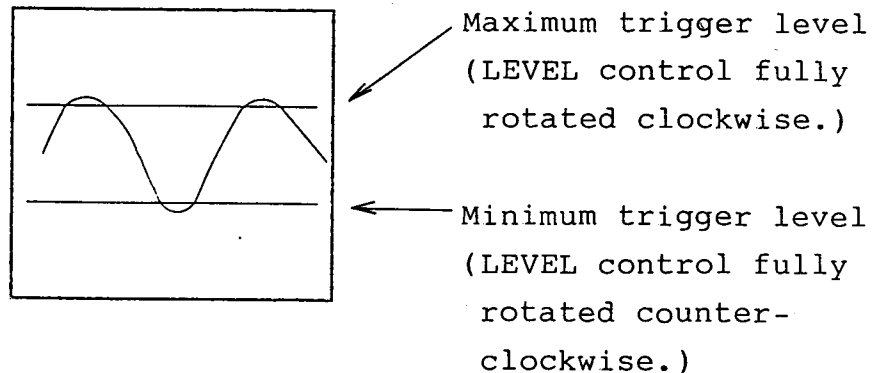 Maximum trigger level
(LEVEL control fully
rotated clockwise.)
Minimum trigger level
(LEVEL control fully
rotated counter-
clockwise.)